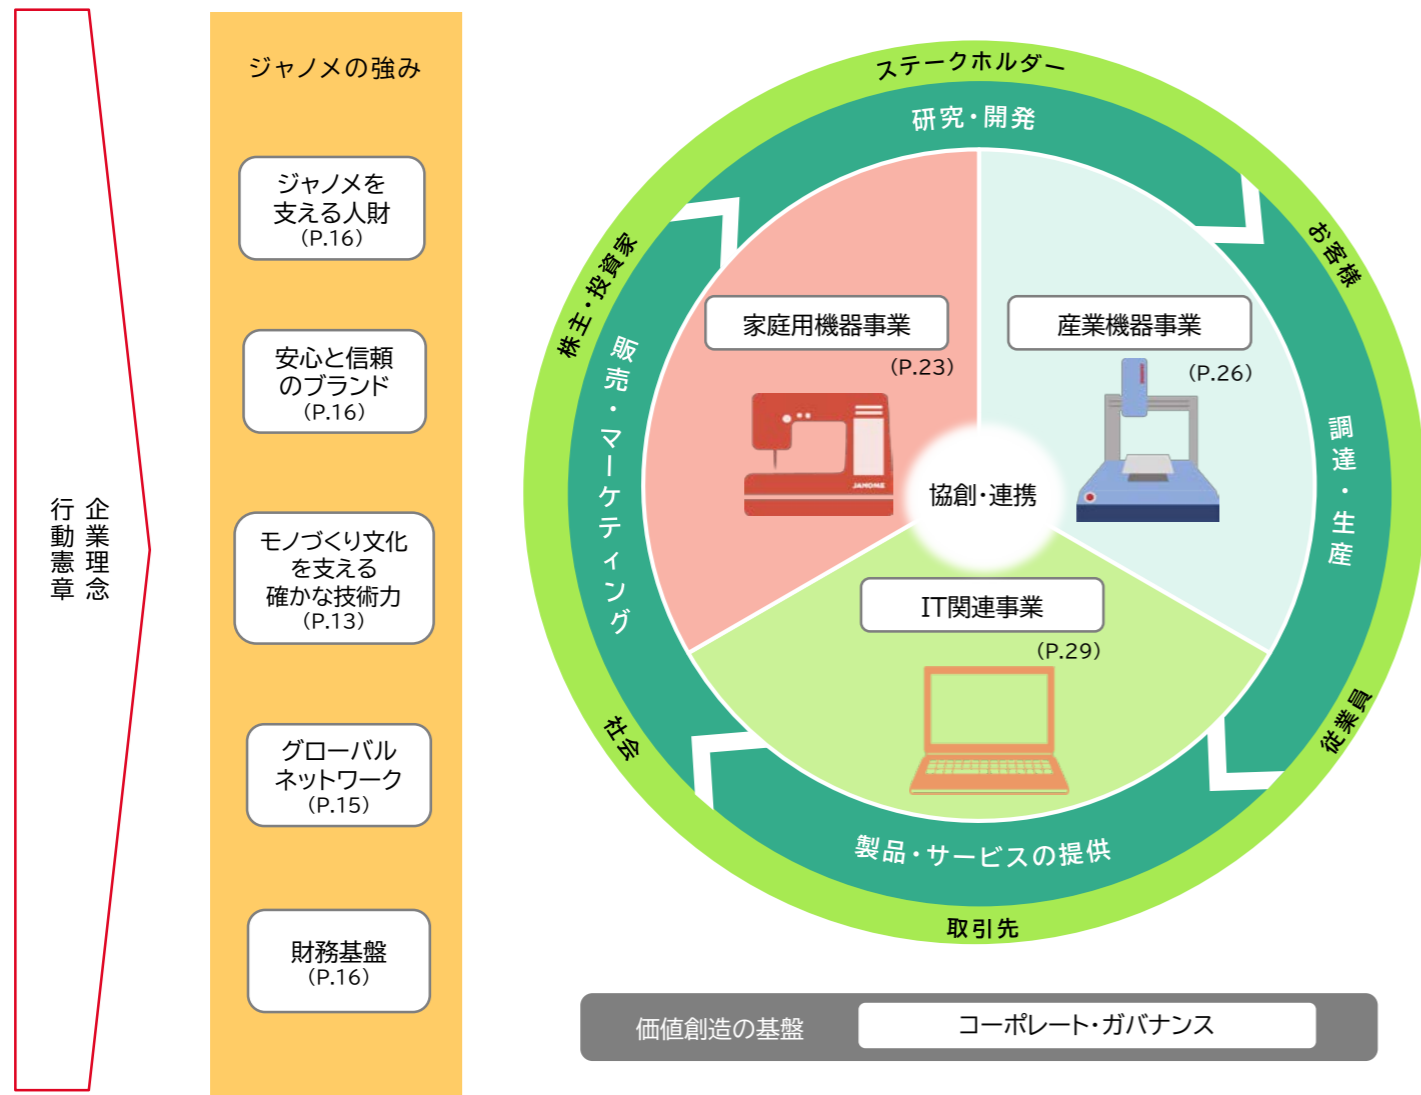 企業理念
行動憲章
ジャノメの強み
ジャノメを
支える人財
(P.16)
安心と信頼
のブランド
(P.16)
モノづくり文化
を支える
確かな技術力
(P.13)
グローバル
ネットワーク
(P.15)
財務基盤
(P.16)
ステークホルダー
お客様
従業員
取引先
社会
株主・投資家
研究・開発
調達・生産
製品・サービスの提供
販売・マーケティング
家庭用機器事業
(P.23)
JANOME
産業機器事業
(P.26)
協創・連携
IT関連事業
(P.29)
価値創造の基盤
コーポレート・ガバナンス